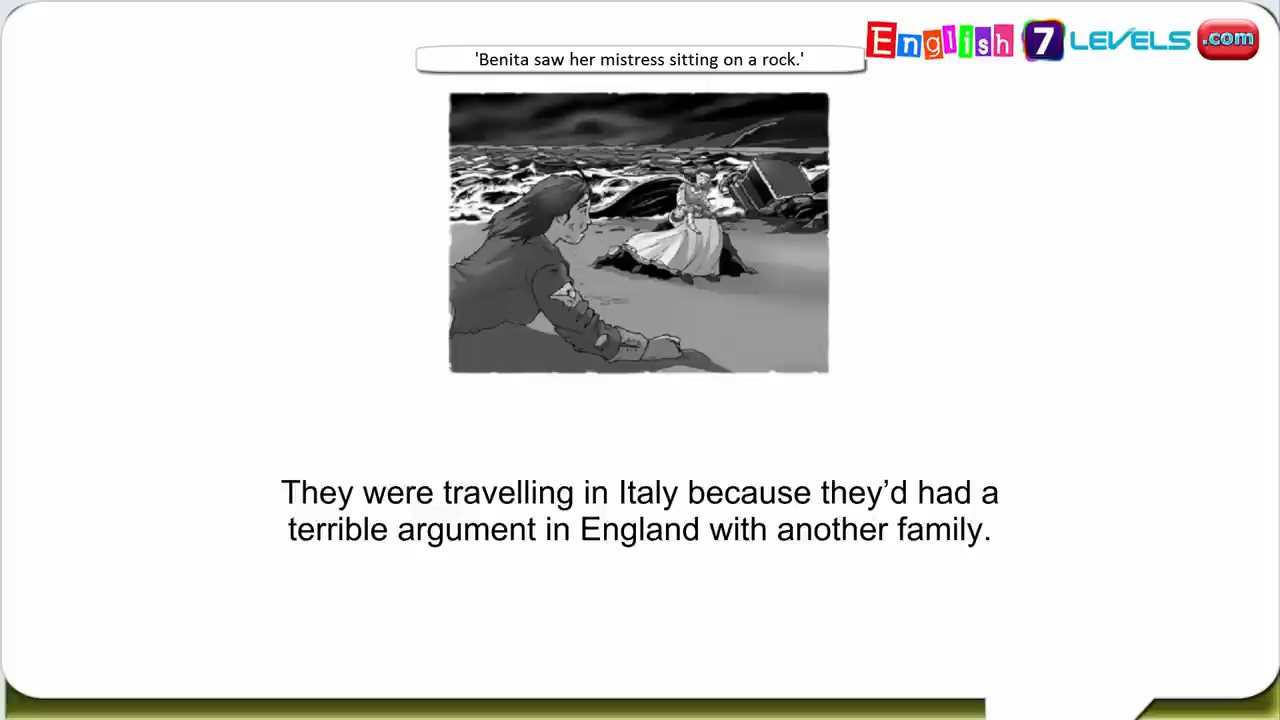 English 7 LEVELS .com
'Benita saw her mistress sitting on a rock.'
They were travelling in Italy because they’d had a
terrible argument in England with another family.